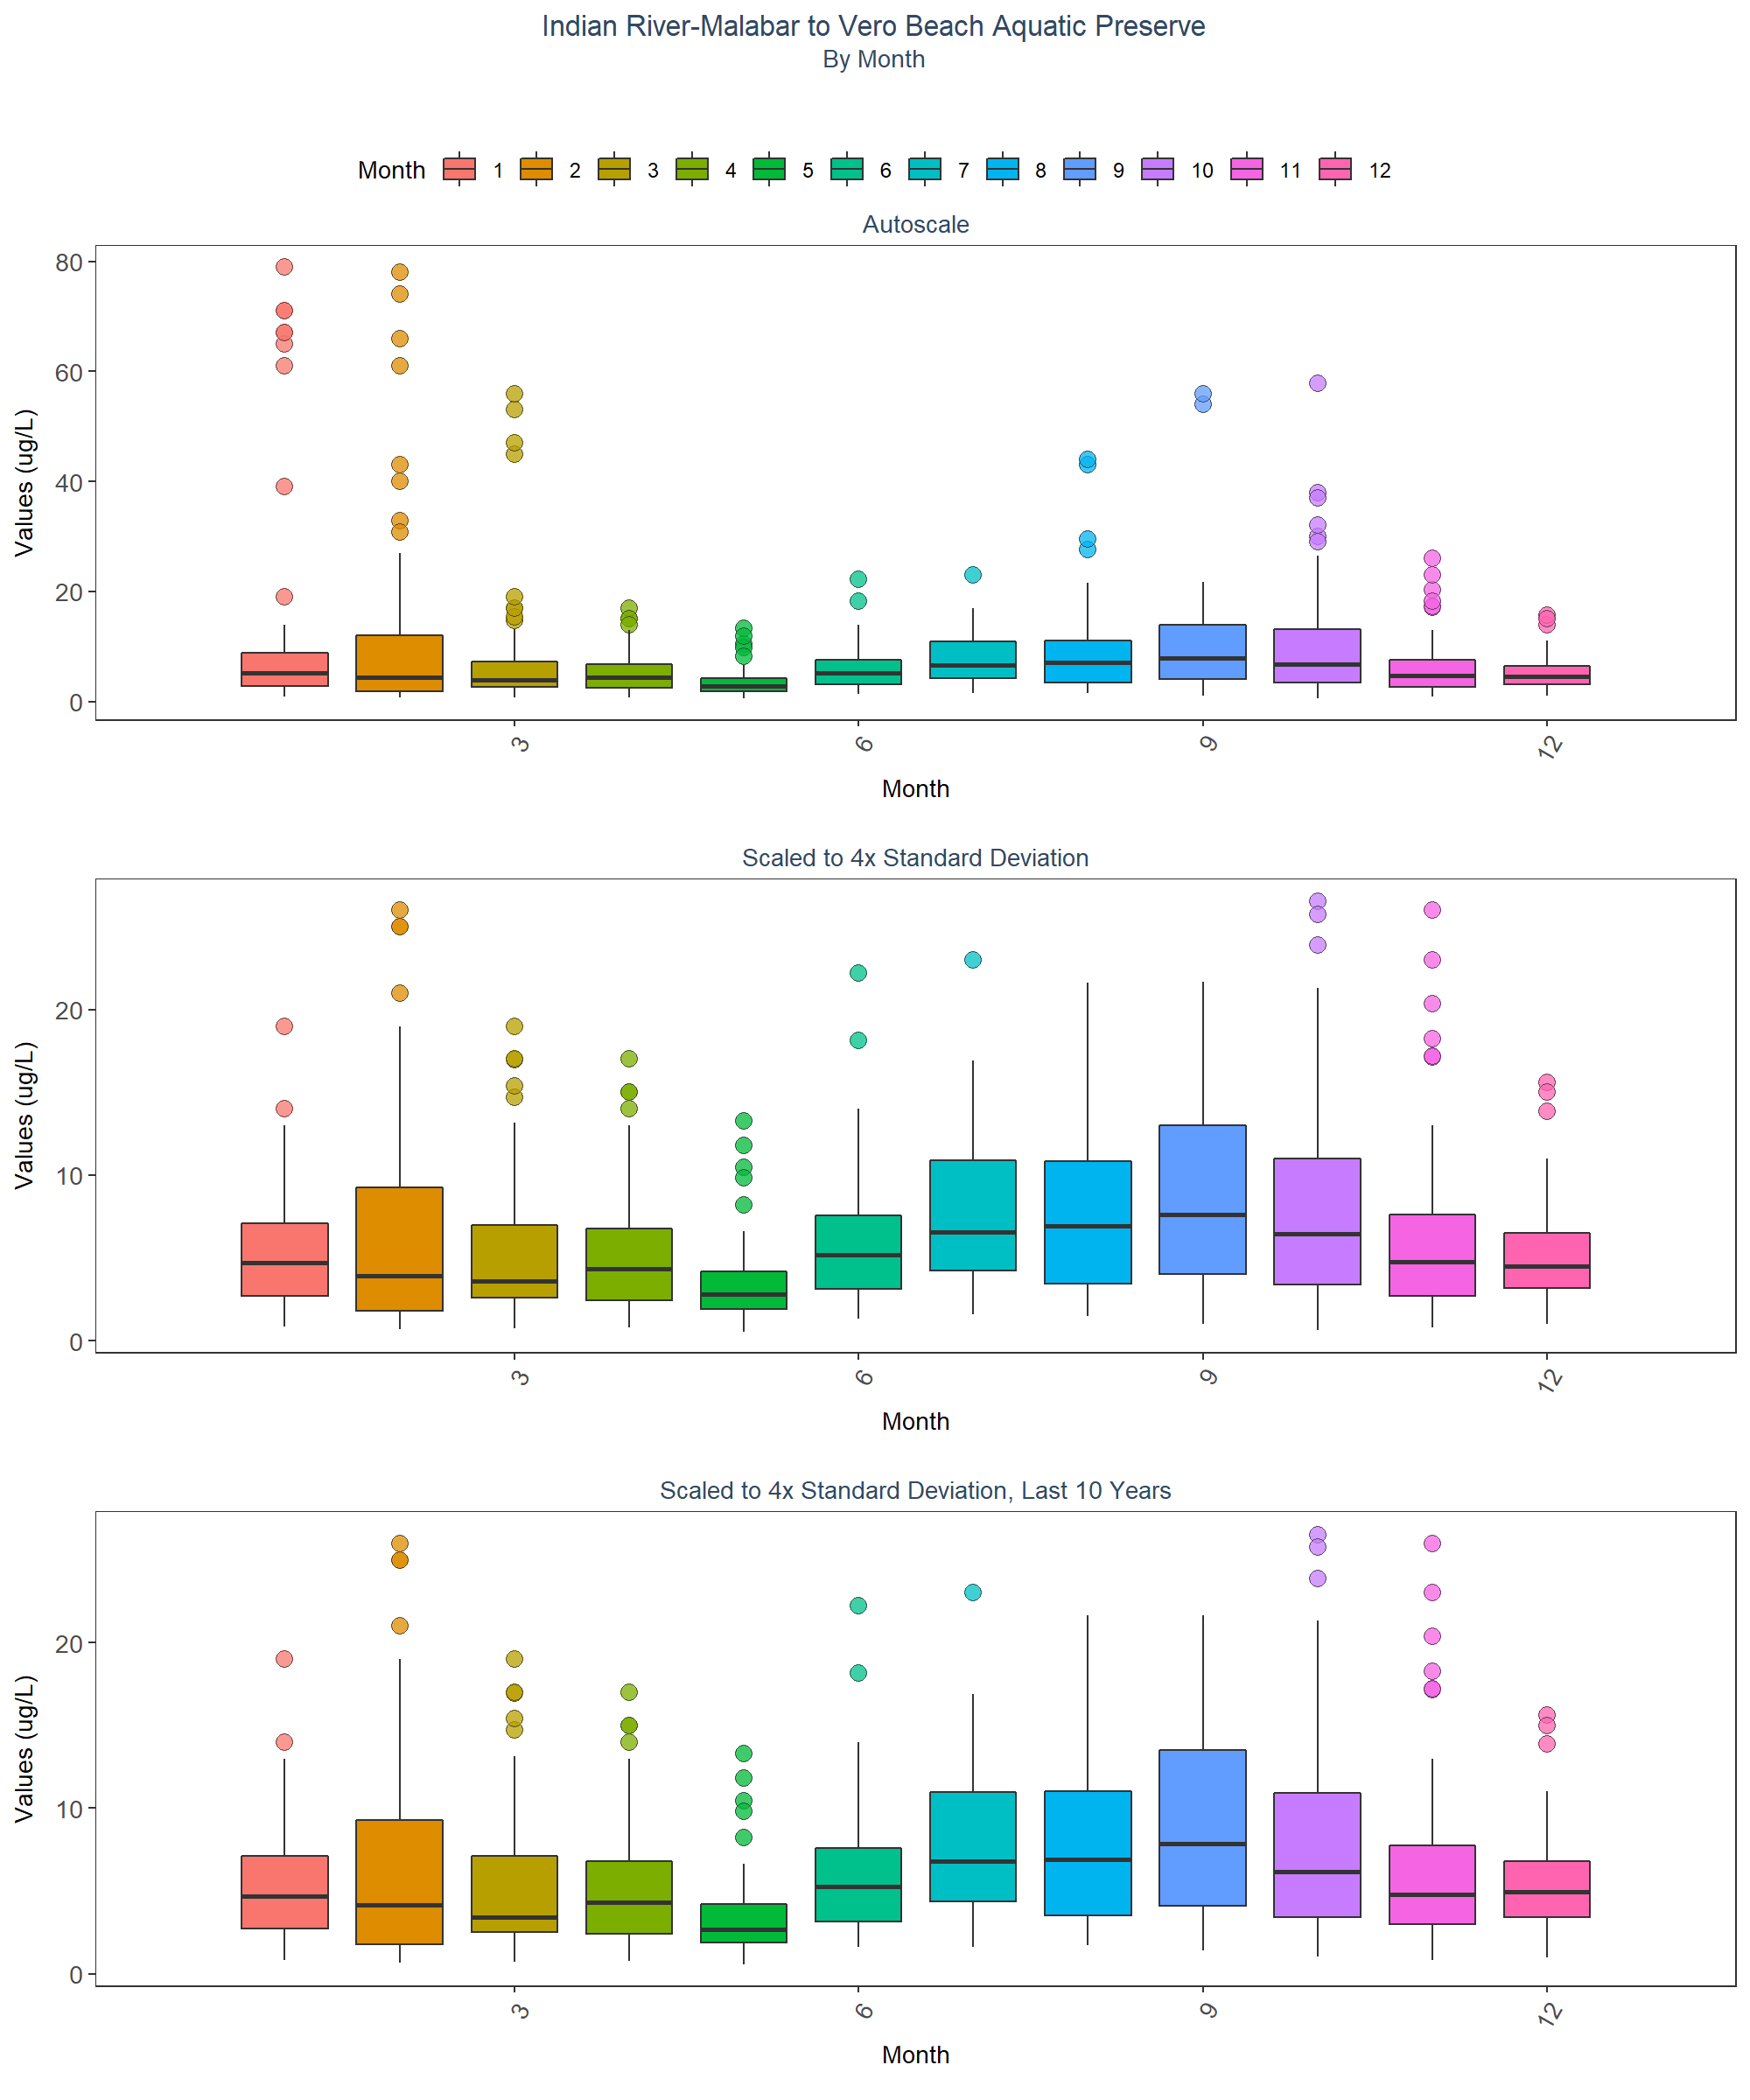 Indian River-Malabar to Vero Beach Aquatic Preserve
By Month
Month 1 2 3 4 5 6 7 8 9 10 11 12
Autoscale
80
60
40
20
0
Values (ug/L)
3 6 9 12
Month
Scaled to 4x Standard Deviation
20
10
0
Values (ug/L)
3 6 9 12
Month
Scaled to 4x Standard Deviation, Last 10 Years
20
10
0
Values (ug/L)
3 6 9 12
Month